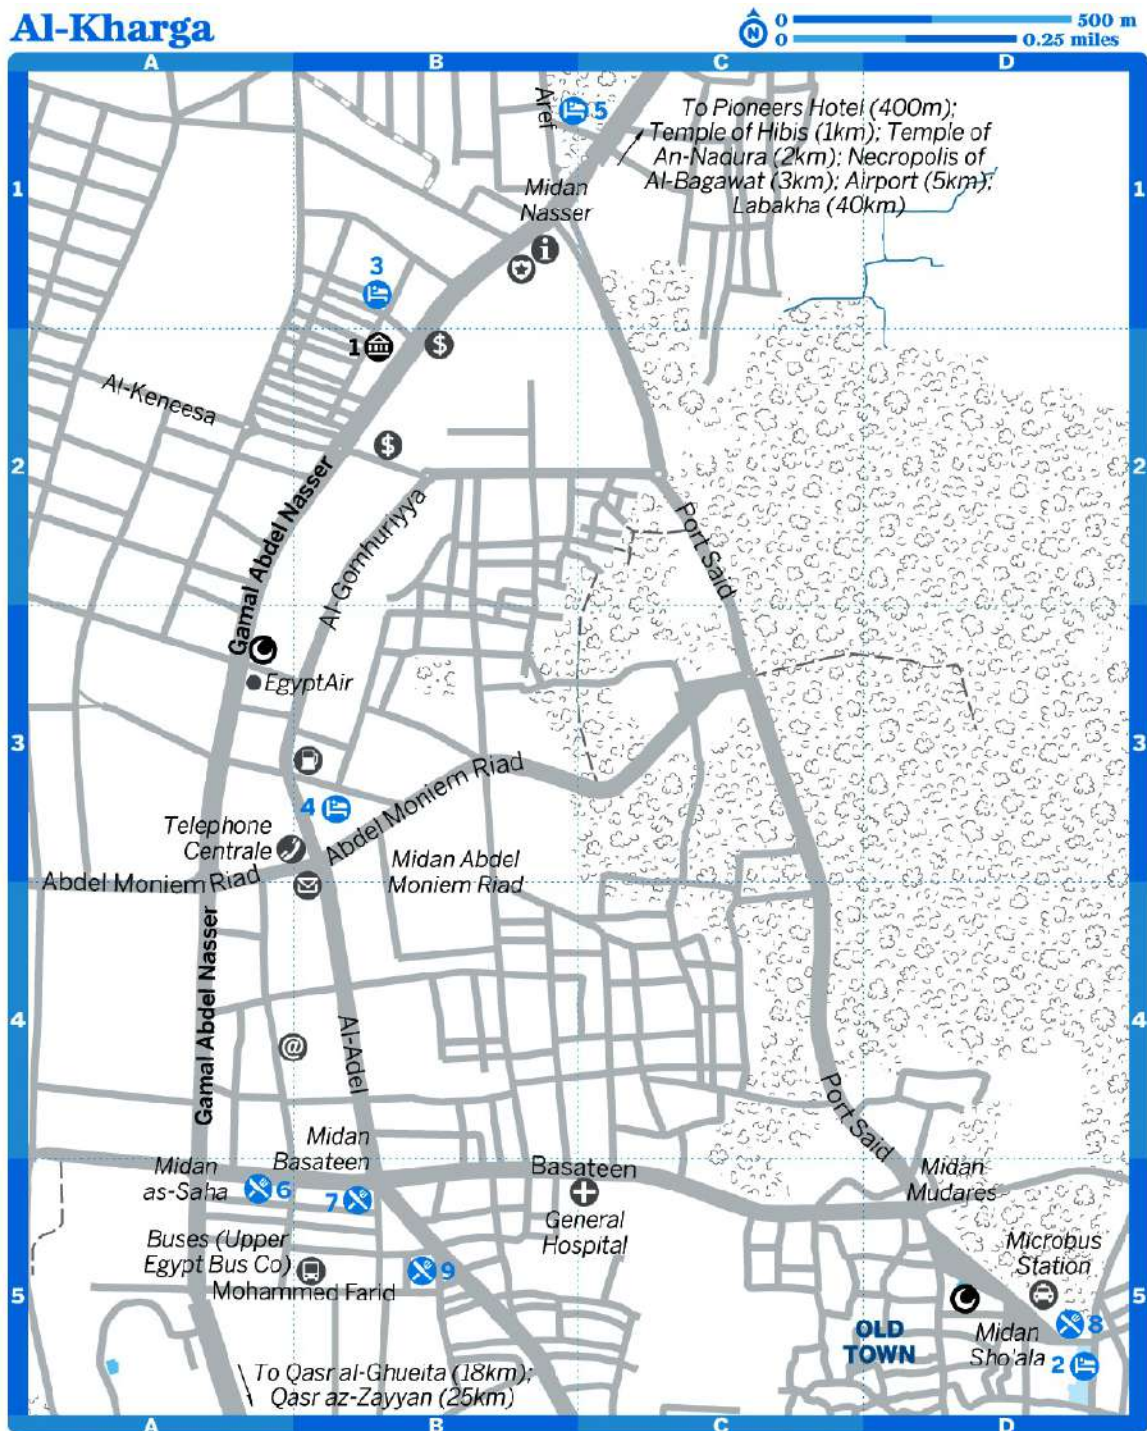 Al-Kharga
N
0 500 m
0 0.25 miles
A B C D
1
1
Aref
5
To Pioneers Hotel (400m);
Temple of Hibis (1km); Temple of
An-Nadura (2km); Necropolis of
Al-Bagawat (3km); Airport (5km);
Labakha (40km)
Midan
Nasser
i
3
1
$
Al-Keneesa
$
2
2
Gamal Abdel Nasser
Al-Gomhuriyya
Port Said
EgyptAir
3
3
Abdel Moniem Riad
4
Telephone
Centrale
Midan Abdel
Moniem Riad
Abdel Moniem Riad
Gamal Abdel Nasser
4
4
@
Al-Adel
Port Said
Midan
Basateen
Midan
as-Saha
6
7
Basateen
Midan
Mudares
General
Hospital
Buses (Upper
Egypt Bus Co)
9
Mohammed Farid
Microbus
Station
5
5
8
OLD
TOWN
Midan
Sho'ala
2
To Qasr al-Ghueita (18km);
Qasr az-Zayyan (25km)
A B C D